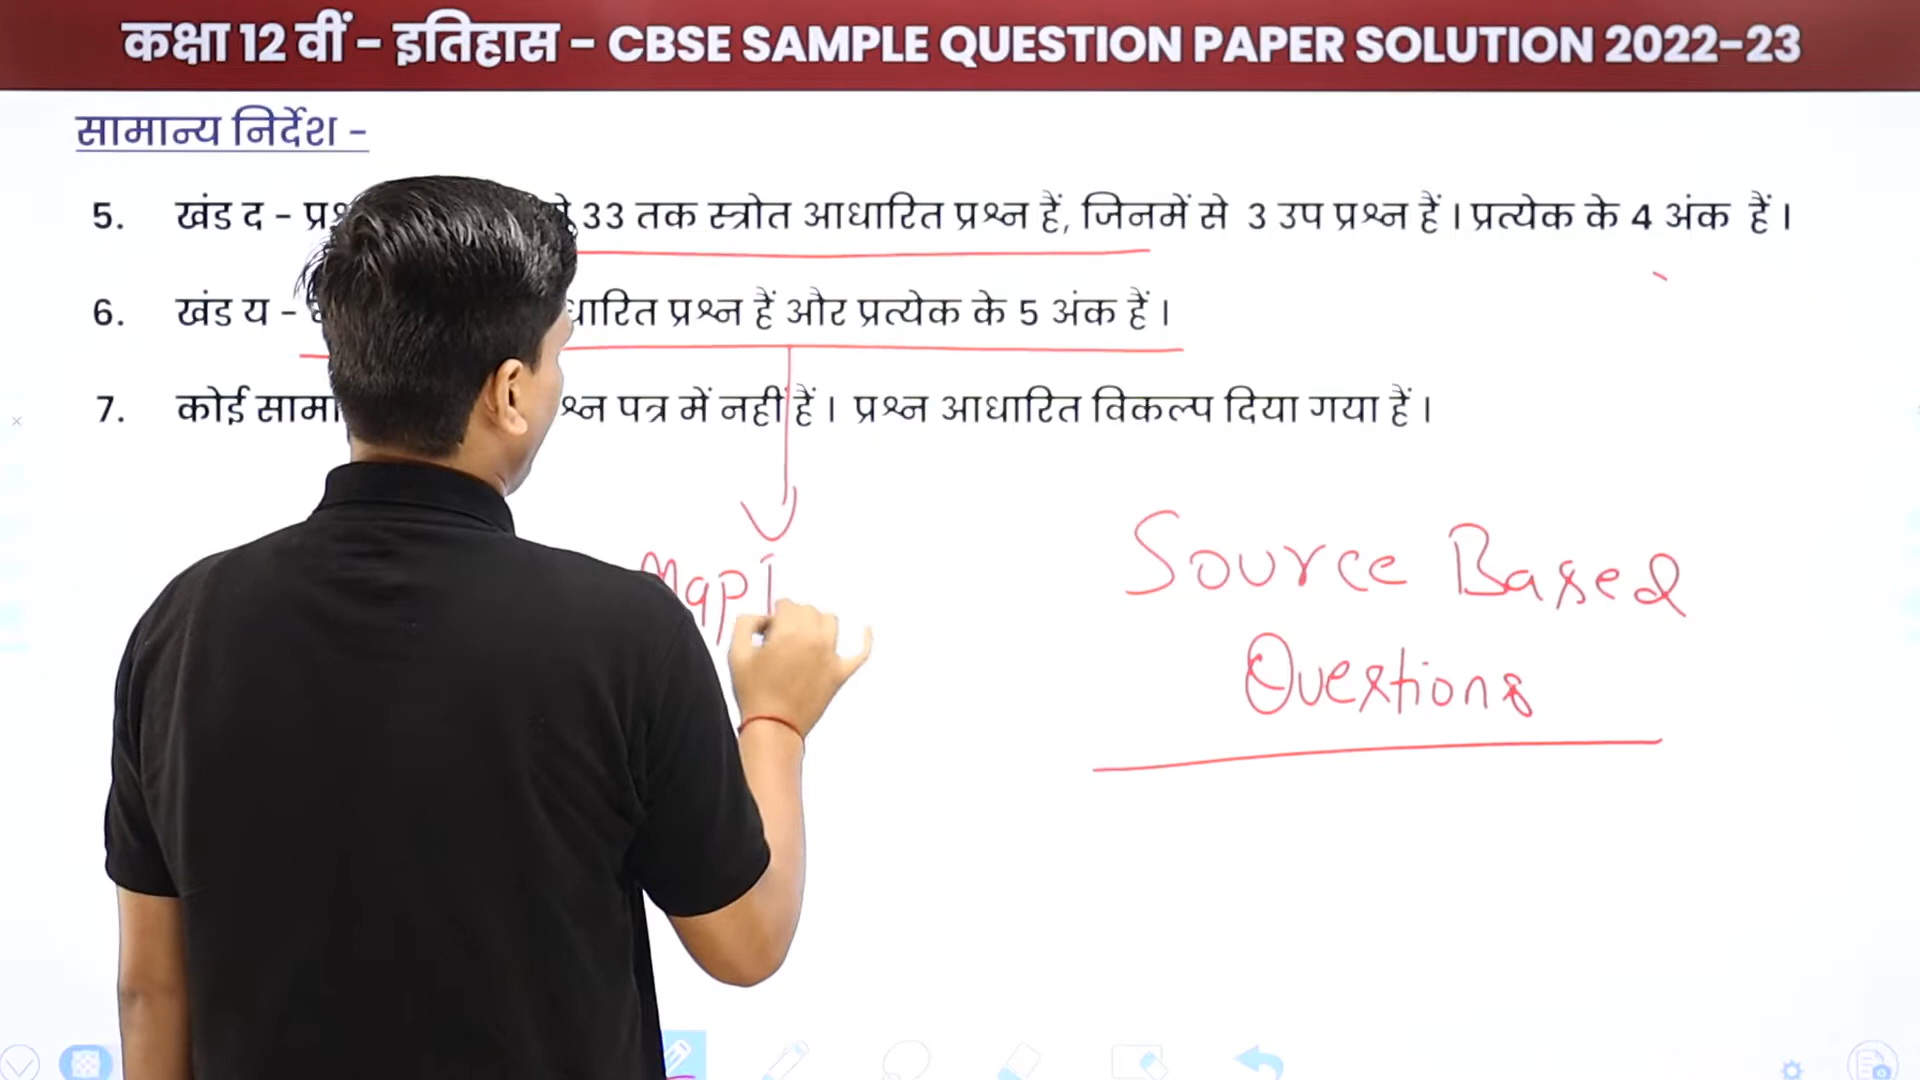 कक्षा 12 वीं - इतिहास - CBSE SAMPLE QUESTION PAPER SOLUTION 2022-23
सामान्य निर्देश -
5. खंड द - 33 तक स्त्रोत आधारित प्रश्न हैं, जिनमें से 3 उप प्रश्न हैं । प्रत्येक के 4 अंक हैं ।
6. खंड य - प्रश्न हैं और प्रत्येक के 5 अंक हैं ।
7. कोई पत्र में नहीं हैं । प्रश्न आधारित विकल्प दिया गया हैं ।
Map
Source Based
Questions